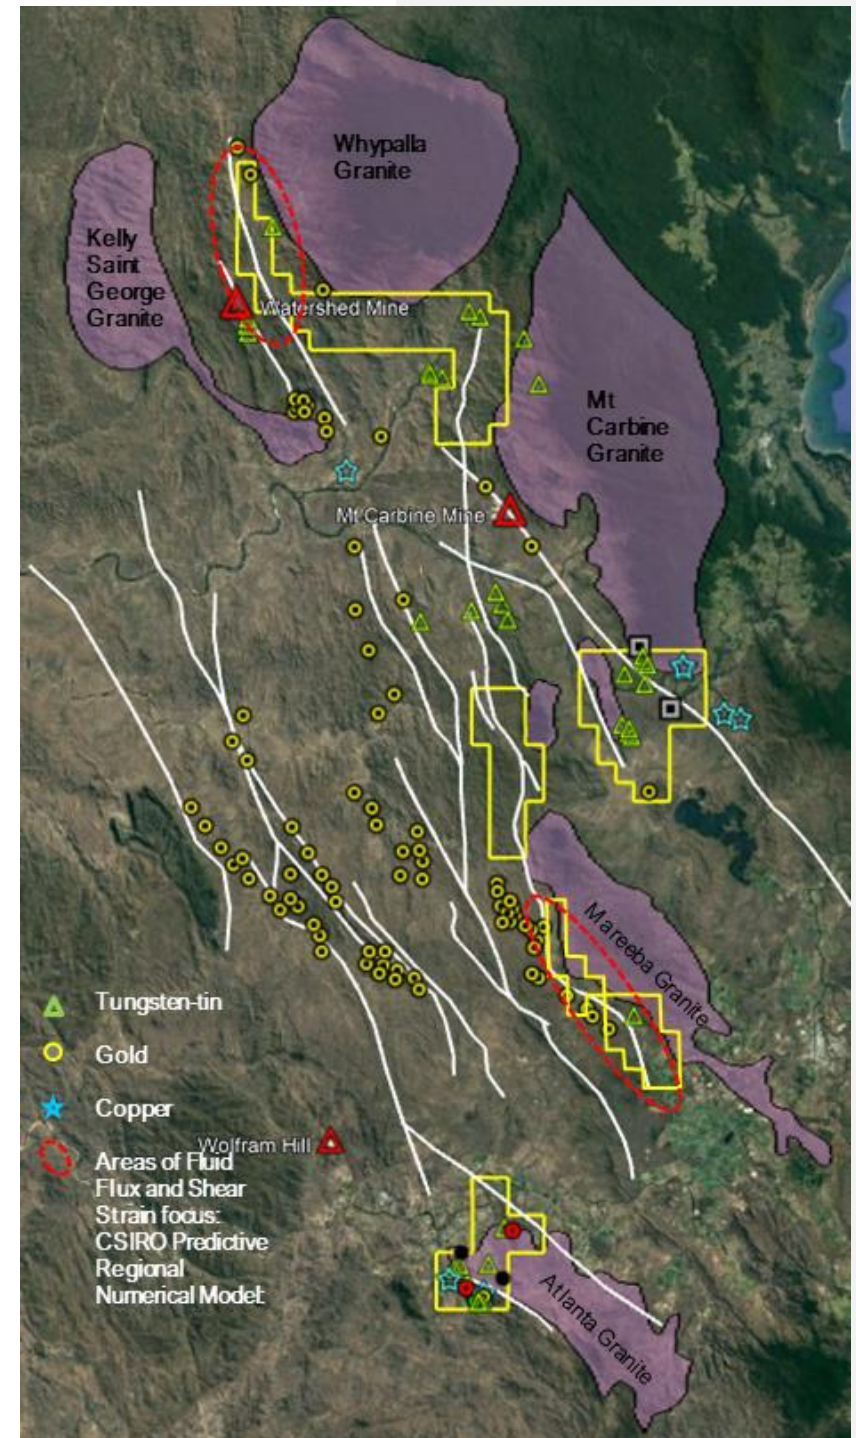 Whypalla
Granite
Kelly
Saint
George
Granite
Watershed Mine
Mt
Carbine
Granite
Mt Carbine Mine
Mareeba Granite
Tungsten-tin
Gold
Copper
Wolfram Hill
Areas of Fluid
Flux and Shear
Strain focus:
CSIRO Predictive
Regional
Numerical Model:
Atlanta Granite